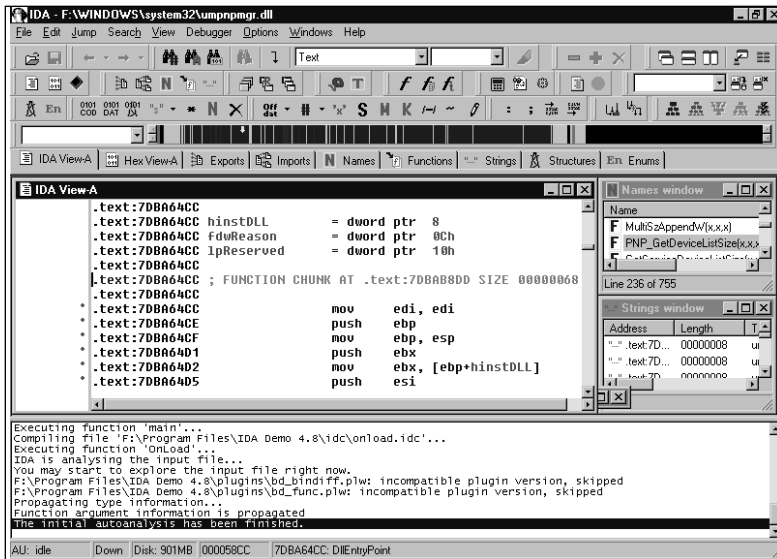 IDA - F:\WINDOWS\system32\umpnpmgr.dll
File Edit Jump Search View Debugger Options Windows Help
Text
En
IDA View-A Hex View-A Exports Imports N Names Functions "..." Strings Structures En Enums
IDA View-A
.text:7DBA64CC
.text:7DBA64CC hinstDLL = dword ptr 8
.text:7DBA64CC fdwReason = dword ptr 0Ch
.text:7DBA64CC lpReserved = dword ptr 10h
.text:7DBA64CC
.text:7DBA64CC ; FUNCTION CHUNK AT .text:7DBAB8DD SIZE 00000068
.text:7DBA64CC
.text:7DBA64CC mov edi, edi
.text:7DBA64CE push ebp
.text:7DBA64CF mov ebp, esp
.text:7DBA64D1 push ebx
.text:7DBA64D2 mov ebx, [ebp+hinstDLL]
.text:7DBA64D5 push esi
Names window
Name
F MultiSzAppendW(x,x,x)
F PNP_GetDeviceListSize(x,x,x
Line 236 of 755
Strings window
Address Length T
"..." .text:7D... 00000008
"..." .text:7D... 00000008
Executing function 'main'...
Compiling file 'F:\Program Files\IDA Demo 4.8\idc\onload.idc'...
Executing function 'OnLoad'...
IDA is analysing the input file...
You may start to explore the input file right now.
F:\Program Files\IDA Demo 4.8\plugins\bd_bindiff.plw: incompatible plugin version, skipped
F:\Program Files\IDA Demo 4.8\plugins\bd_func.plw: incompatible plugin version, skipped
Propagating type information...
Function argument information is propagated
The initial autoanalysis has been finished.
AU: idle Down Disk: 901MB 000058CC 7DBA64CC: DllEntryPoint